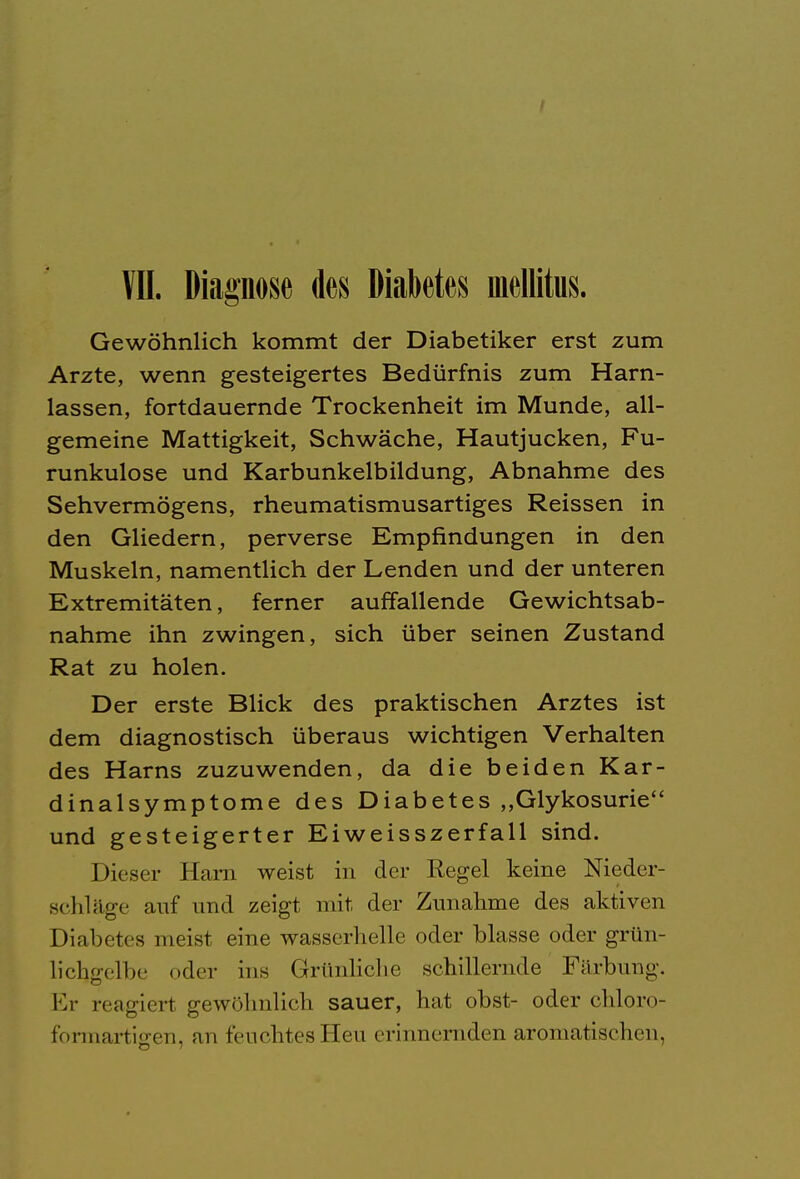 VII. Diagnose des Diabetes mellitus.
Gewöhnlich kommt der Diabetiker erst zum
Arzte, wenn gesteigertes Bedürfnis zum Harn-
lassen, fortdauernde Trockenheit im Munde, all-
gemeine Mattigkeit, Schwäche, Hautjucken, Fu-
runkulose und Karbunkelbildung, Abnahme des
Sehvermögens, rheumatismusartiges Reissen in
den Gliedern, perverse Empfindungen in den
Muskeln, namentlich der Lenden und der unteren
Extremitäten, ferner auffallende Gewichtsab-
nahme ihn zwingen, sich über seinen Zustand
Rat zu holen.
Der erste Blick des praktischen Arztes ist
dem diagnostisch überaus wichtigen Verhalten
des Harns zuzuwenden, da die beiden Kar-
dinalsymptome des Diabetes „Glykosurie“
und gesteigerter Eiweisszerfall sind.
Dieser Harn weist in der Regel keine Nieder-
schläge auf und zeigt mit der Zunahme des aktiven
Diabetes meist eine wasserhelle oder blasse oder grün-
lichgelbe oder ins Grünliche schillernde Färbung.
Er reagiert gewöhnlich sauer, hat obst- oder chloro-
formartigen, an feuchtes Heu erinnernden aromatischen,